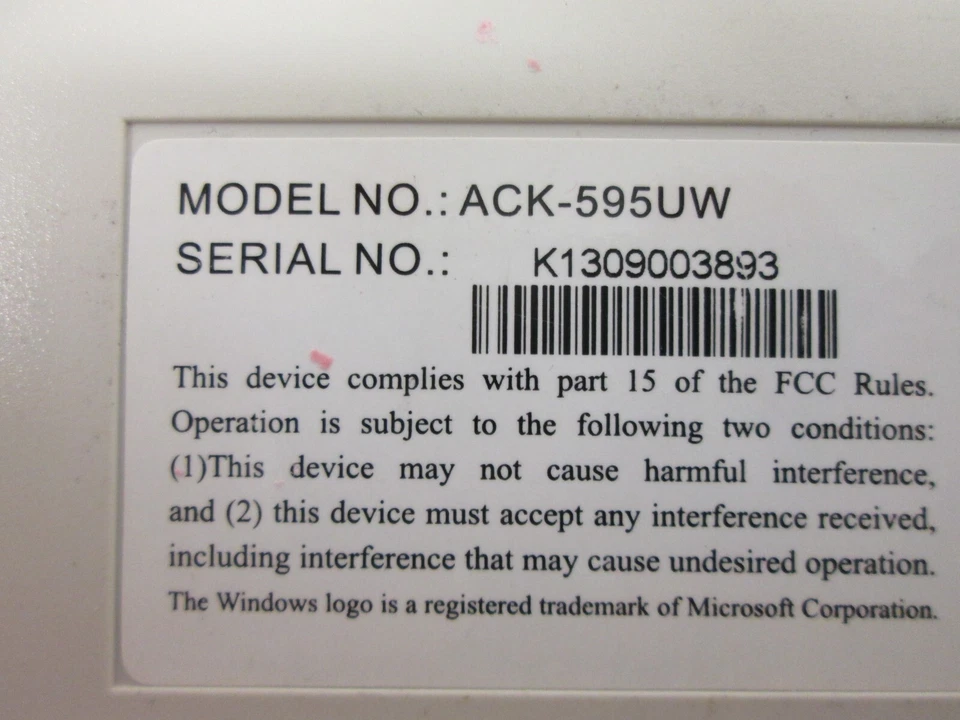 MODEL NO.: ACK-595UW
SERIAL NO.: K1309003893
This device complies with part 15 of the FCC Rules.
Operation is subject to the following two conditions:
(1)This device may not cause harmful interference,
and (2) this device must accept any interference received,
including interference that may cause undesired operation.
The Windows logo is a registered trademark of Microsoft Corporation.